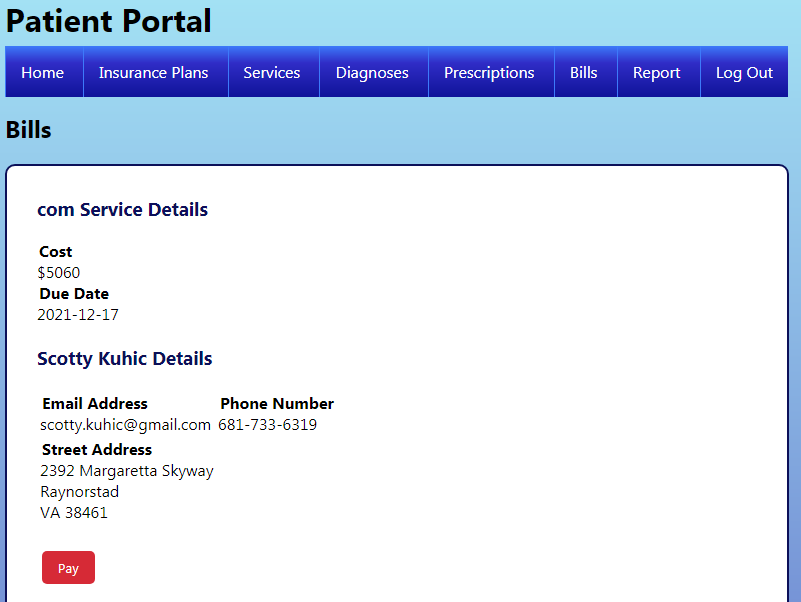 Patient Portal
Home Insurance Plans Services Diagnoses Prescriptions Bills Report Log Out
Bills
com Service Details
Cost
$5060
Due Date
2021-12-17
Scotty Kuhic Details
Email Address Phone Number
scotty.kuhic@gmail.com 681-733-6319
Street Address
2392 Margaretta Skyway
Raynorstad
VA 38461
Pay